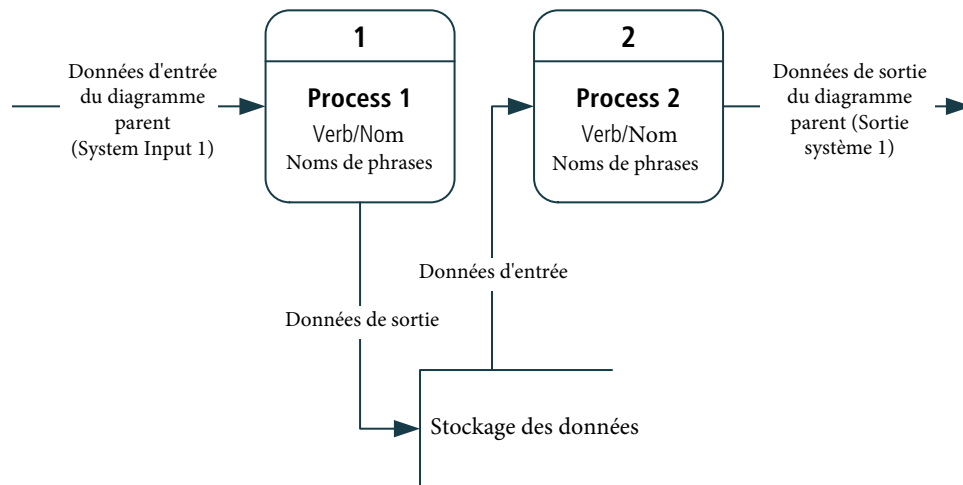 Données d'entrée
du diagramme
parent
(System Input 1)
1
Process 1
Verb/Nom
Noms de phrases
2
Process 2
Verb/Nom
Noms de phrases
Données de sortie
du diagramme
parent (Sortie
système 1)
Données d'entrée
Données de sortie
Stockage des données